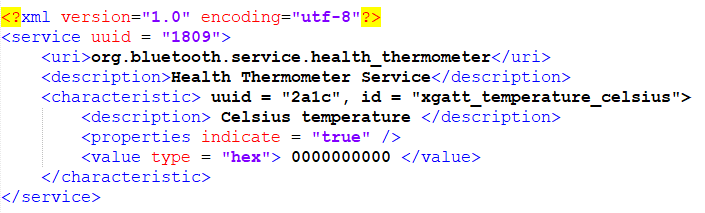 <?xml version="1.0" encoding="utf-8"?>
<service uuid = "1809">
<uri>org.bluetooth.service.health_thermometer</uri>
<description>Health Thermometer Service</description>
<characteristic> uuid = "2a1c", id = "xgatt_temperature_celsius">
<description> Celsius temperature </description>
<properties indicate = "true" />
<value type = "hex"> 0000000000 </value>
</characteristic>
</service>